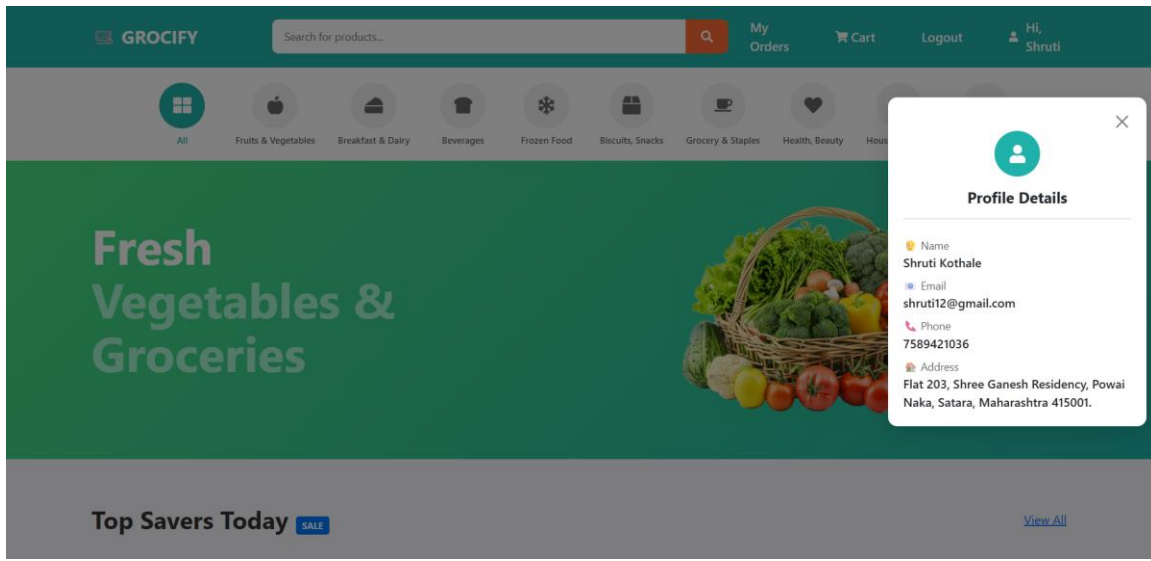 GROCIFY
Search for products...
My
Orders
Cart
Logout
Hi,
Shruti
All
Fruits & Vegetables
Breakfast & Dairy
Beverages
Frozen Food
Biscuits, Snacks
Grocery & Staples
Health, Beauty
Hous
Profile Details
Name
Shruti Kothale
Email
shruti12@gmail.com
Phone
7589421036
Address
Flat 203, Shree Ganesh Residency, Powai
Naka, Satara, Maharashtra 415001.
Fresh
Vegetables &
Groceries
Top Savers Today SALE
View All